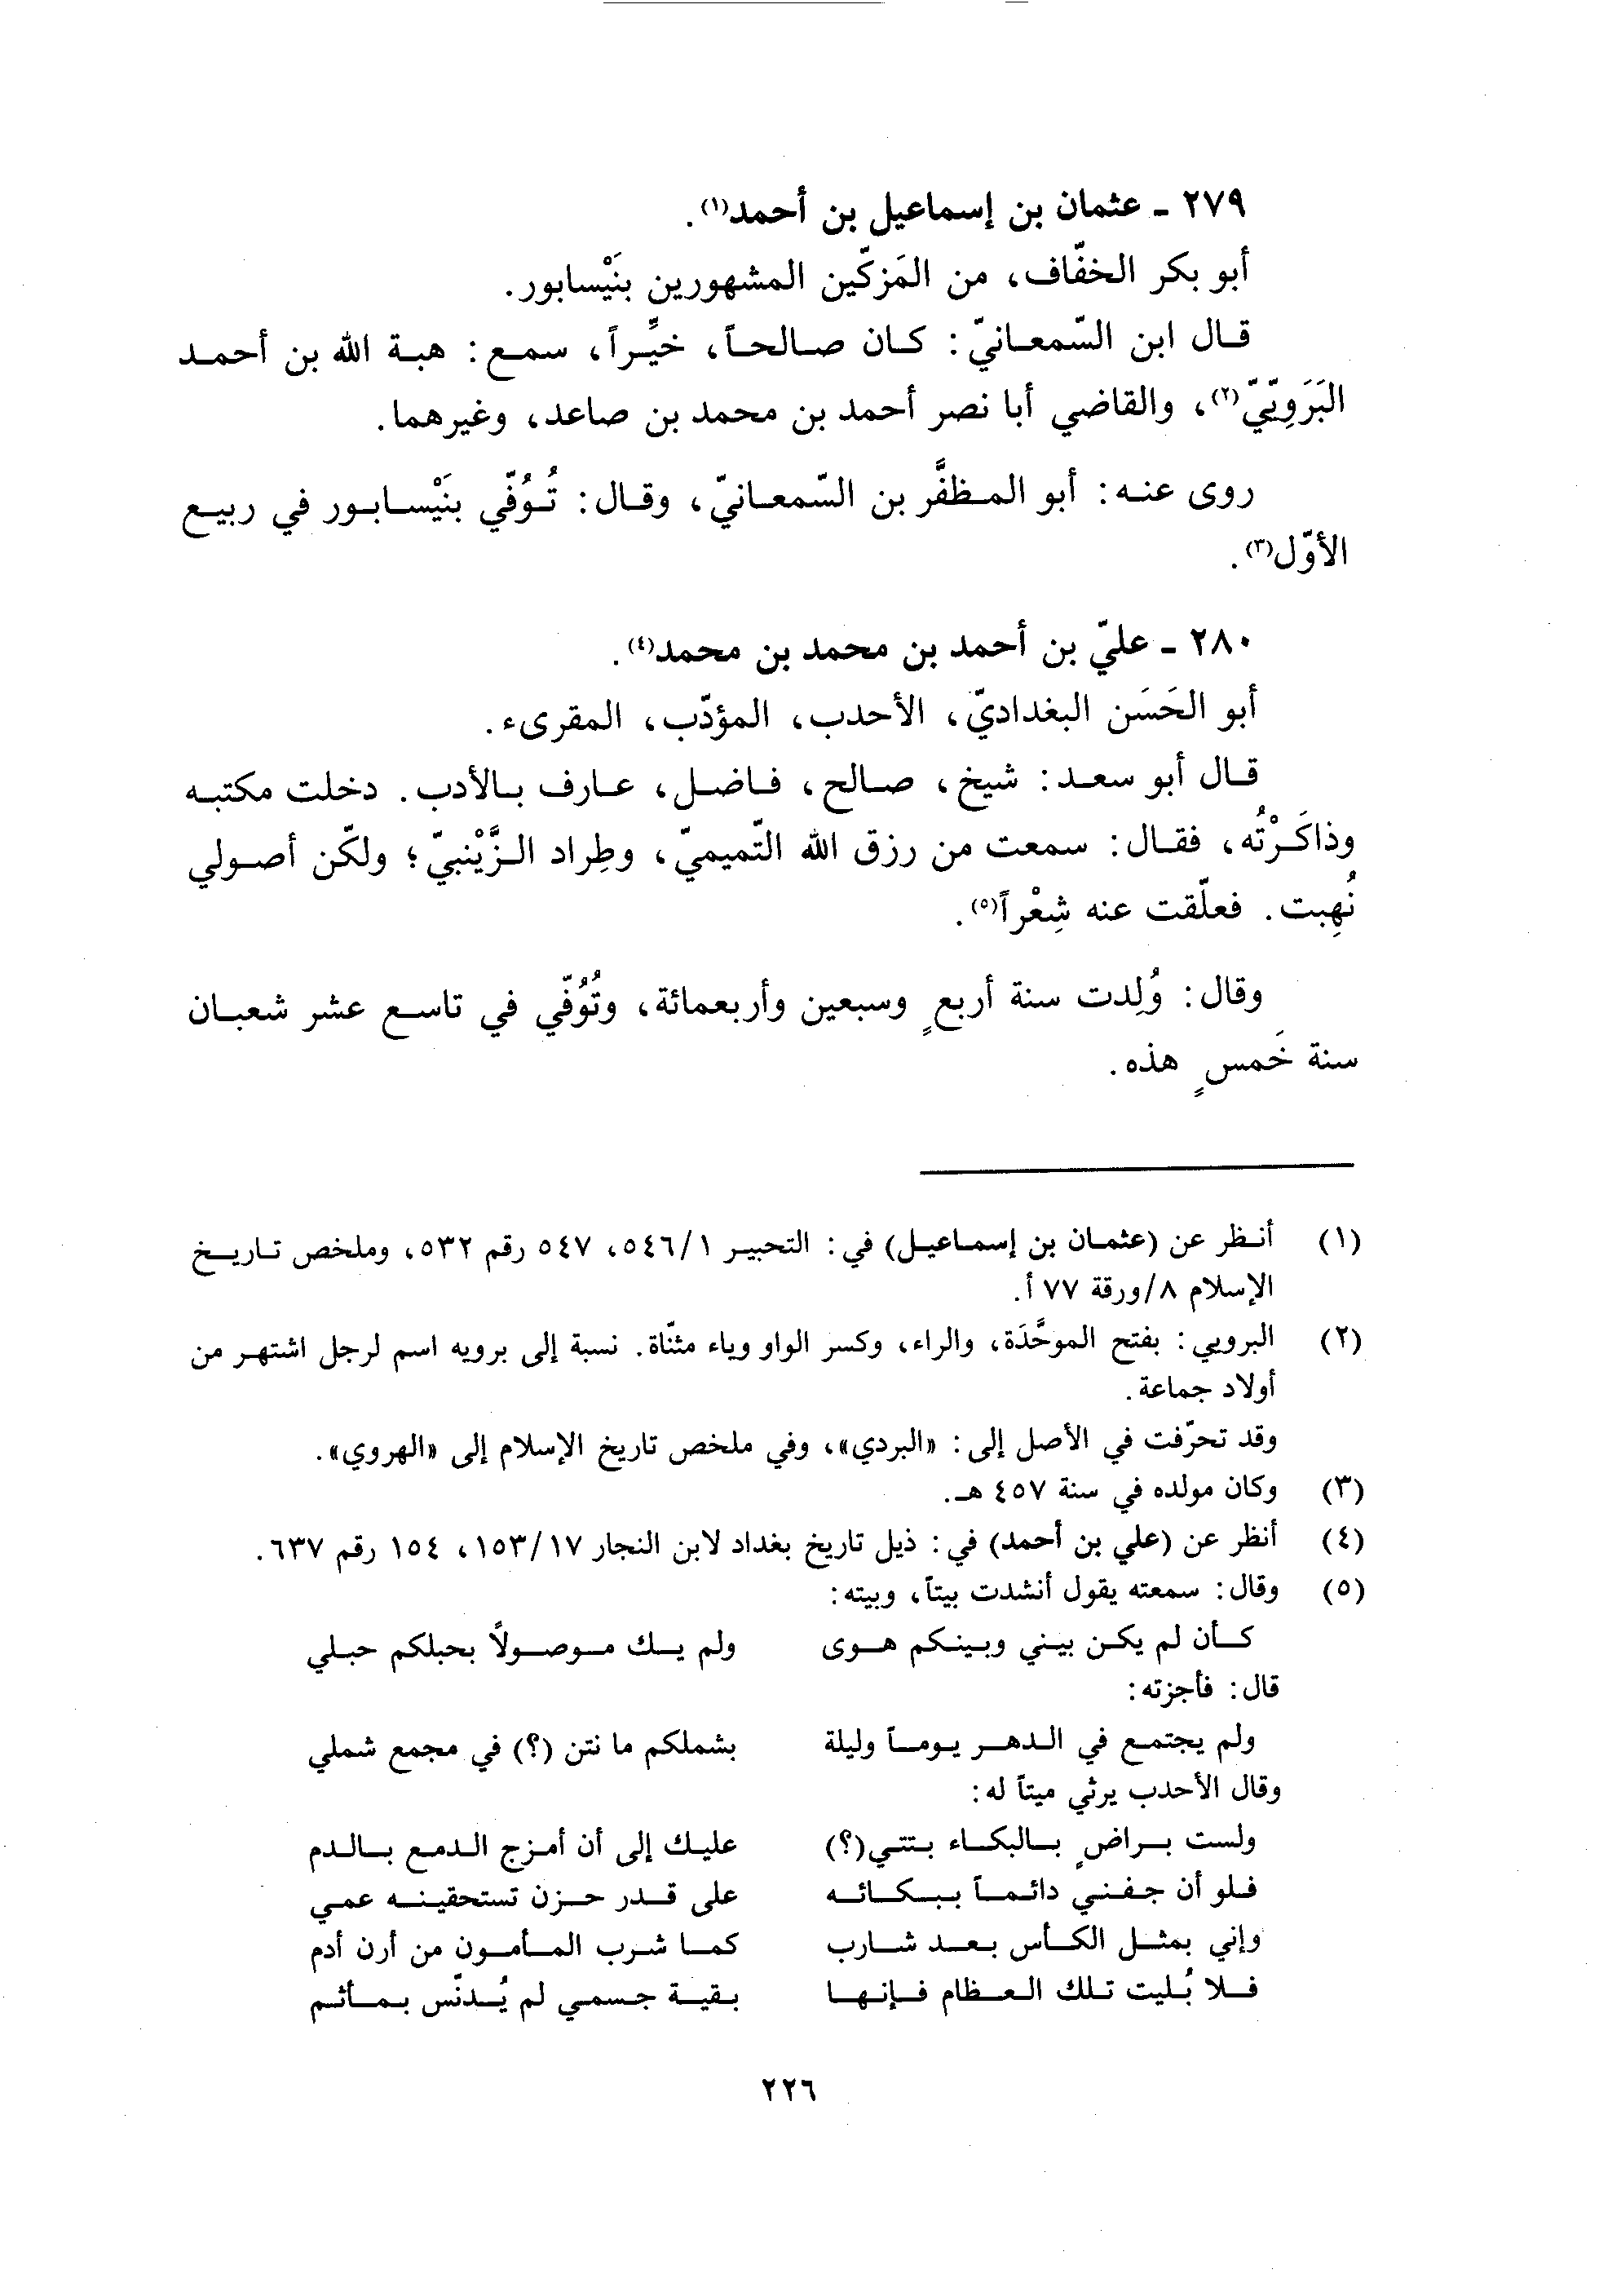 ٢٧٩ ـ عثمان بن إسماعيل بن أحمد(١).
أبو بكر الخفّاف، من المَزكّين المشهورين بنَيْسابور.
قال ابن السّمعانيّ: كان صالحاً، خيِّراً، سمع: هبة الله بن أحمد
البَرَوِيّيّ(٢)، والقاضي أبا نصر أحمد بن محمد بن صاعد، وغيرهما.
روى عنه: أبو المظفَّر بن السّمعانيّ، وقال: تُوُفّي بنَيْسابور في ربيع
الأوّل(٣).
٢٨٠ ـ عليّ بن أحمد بن محمد بن محمد(٤).
أبو الحَسَن البغداديّ، الأحدب، المؤدّب، المقرىء.
قال أبو سعد: شيخ، صالح، فاضل، عارف بالأدب. دخلت مكتبه
وذاكَرْتُه، فقال: سمعت من رزق الله التّميميّ، وطِراد الزَّيْنبيّ؛ ولكّن أصولي
نُهِبت. فعلّقت عنه شِعْراً(٥).
وقال: وُلِدت سنة أربعٍ وسبعين وأربعمائة، وتُوُفّي في تاسع عشر شعبان
سنة خَمسٍ هذه.
(١) أنظر عن (عثمان بن إسماعيل) في: التحبير ٥٤٦/١، ٥٤٧ رقم ٥٣٢، وملخص تاريخ
الإسلام ٨/ورقة ٧٧ أ.
(٢) البرويي: بفتح الموحَّدَة، والراء، وكسر الواو وياء مثنّاة. نسبة إلى برويه اسم لرجل اشتهر من
أولاد جماعة.
وقد تحرّفت في الأصل إلى: «البردي»، وفي ملخص تاريخ الإسلام إلى «الهروي».
(٣) وكان مولده في سنة ٤٥٧ هـ.
(٤) أنظر عن (علي بن أحمد) في: ذيل تاريخ بغداد لابن النجار ١٥٣/١٧، ١٥٤ رقم ٦٣٧.
(٥) وقال: سمعته يقول أنشدت بيتاً، وبيته:
كأن لم يكن بيني وبينكم هوى ولم يك موصولاً بحبلكم حبلي
قال: فأجزته:
ولم يجتمع في الدهر يوماً وليلة بشملكم ما نتن (؟) في مجمع شملي
وقال الأحدب يرثي ميتاً له:
ولست براضٍ بالبكاء بتتي(؟) عليك إلى أن أمزج الدمع بالدم
فلو أن جفني دائماً ببكائه على قدر حزن تستحقينه عمي
وإني بمثل الكأس بعد شارب كما شرب المأمون من أرن أدم
فلا بُليت تلك العظام فإنها بقية جسمي لم يُدنّس بمأثم
٢٢٦